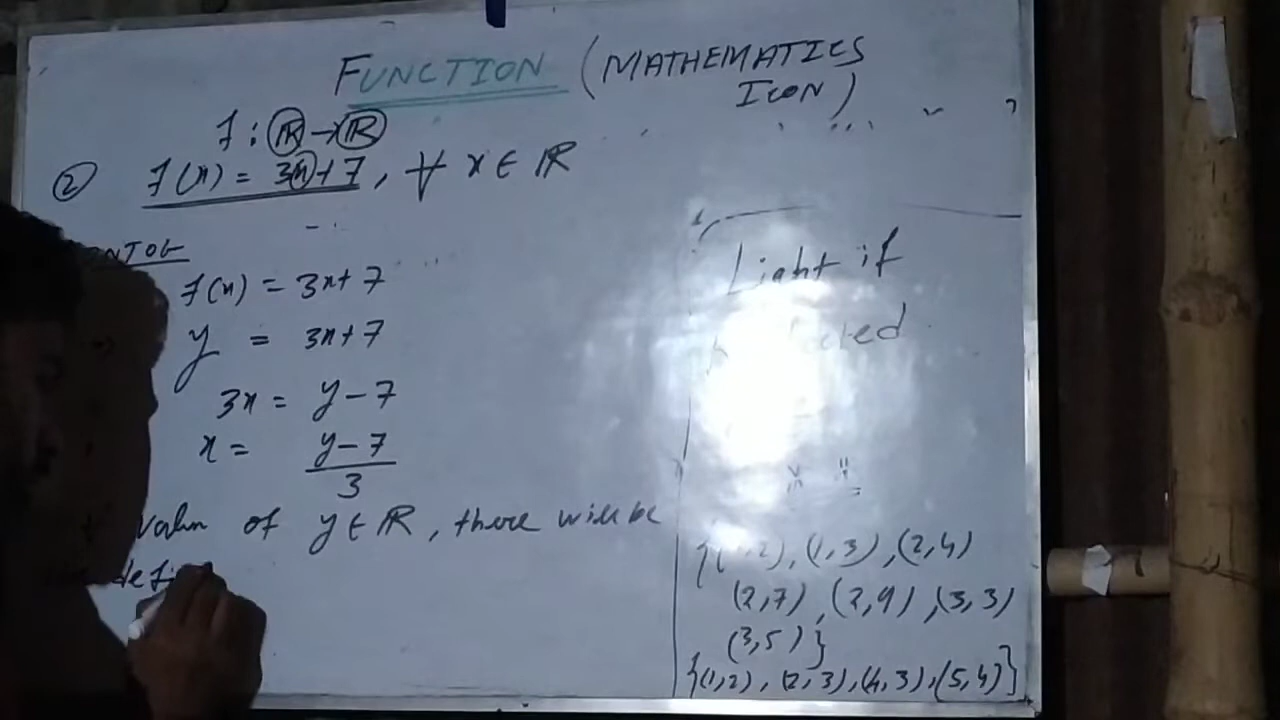 FUNCTION (MATHEMATICS
ICON)
f : ℝ → ℝ
② f(x) = 3x + 7, ∀ x ∈ ℝ
f(x) = 3x + 7
y = 3x + 7
3x = y - 7
x = (y - 7)/3
of y ∈ ℝ, there will be
defi
Light if
,2), (1,3), (2,4)
(2,7), (2,9), (3,3)
(3,5)}
{(1,2), (2,3), (4,3), (5,4)}